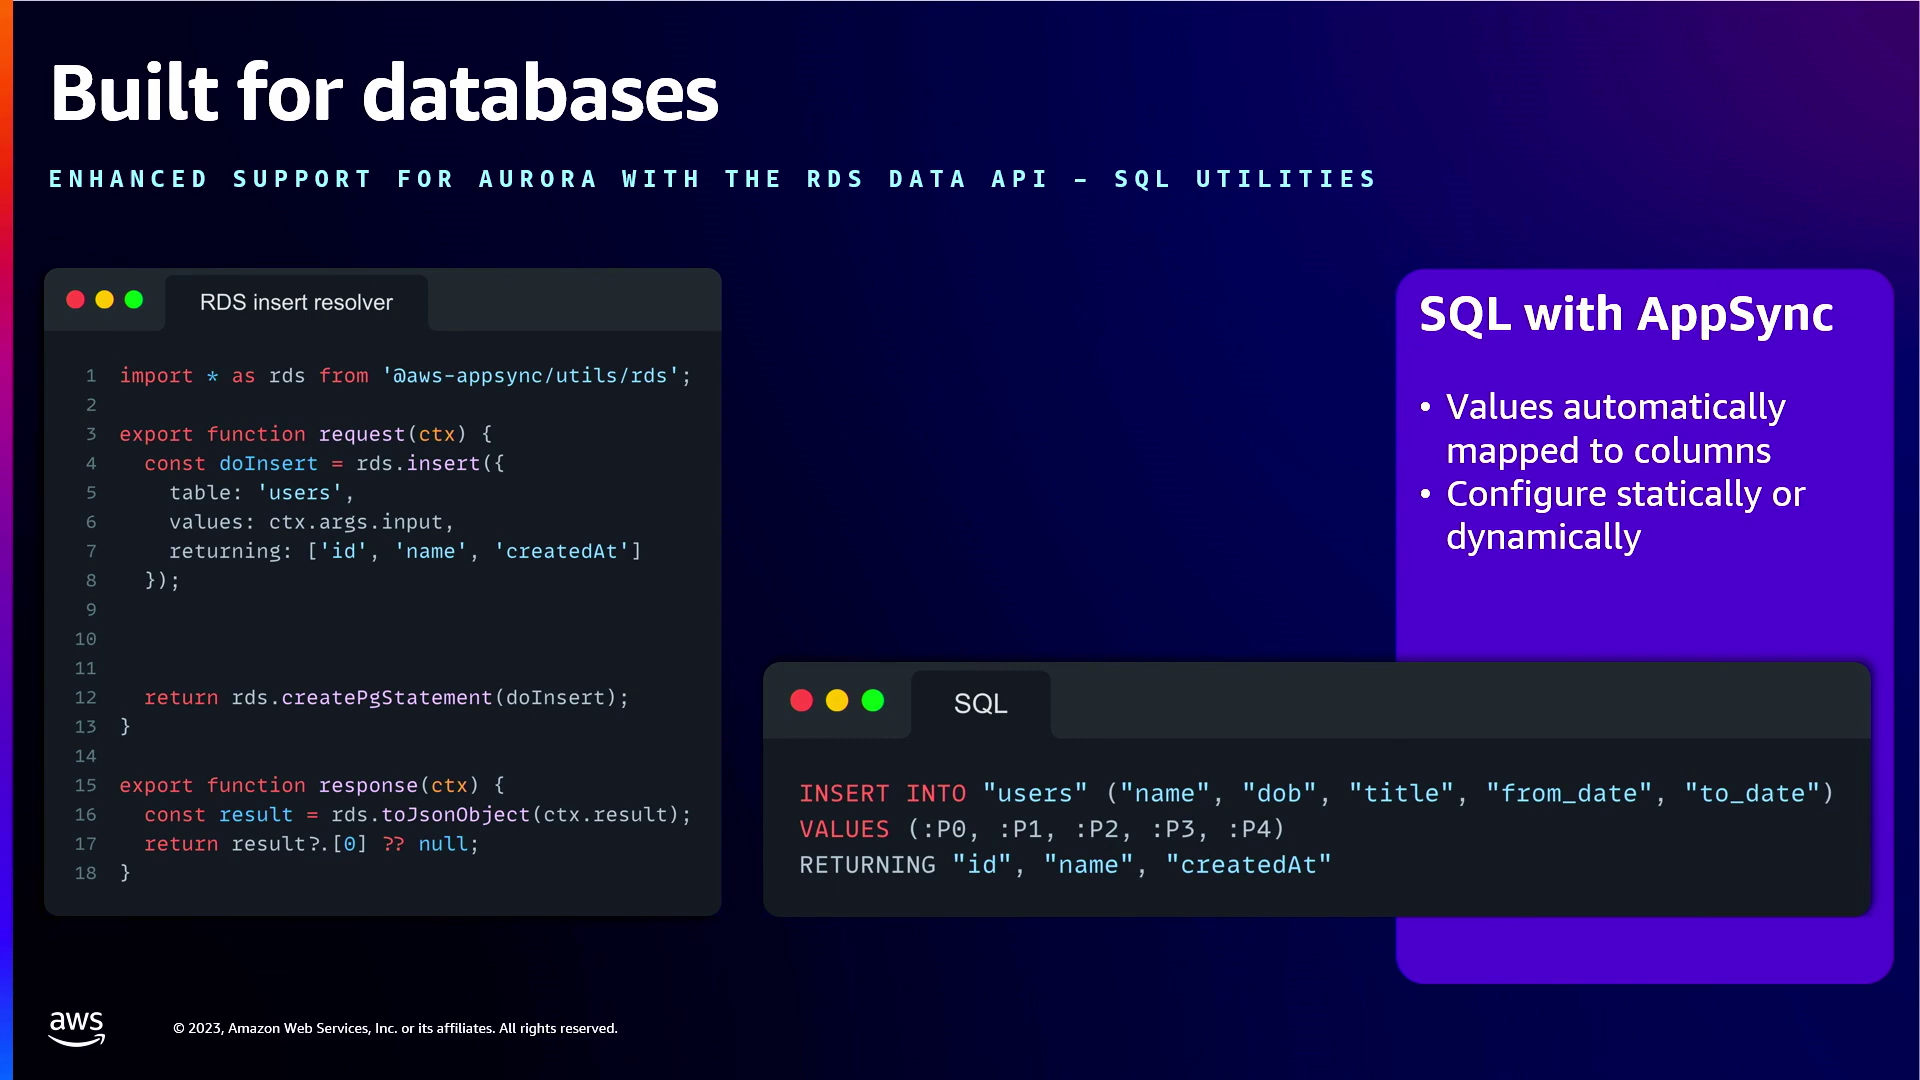 Built for databases
ENHANCED SUPPORT FOR AURORA WITH THE RDS DATA API – SQL UTILITIES
RDS insert resolver
1 import * as rds from '@aws-appsync/utils/rds';
2
3 export function request(ctx) {
4 const doInsert = rds.insert({
5 table: 'users',
6 values: ctx.args.input,
7 returning: ['id', 'name', 'createdAt']
8 });
9
10
11
12 return rds.createPgStatement(doInsert);
13 }
14
15 export function response(ctx) {
16 const result = rds.toJsonObject(ctx.result);
17 return result?.[0] ?? null;
18 }
SQL with AppSync
• Values automatically
mapped to columns
• Configure statically or
dynamically
SQL
INSERT INTO "users" ("name", "dob", "title", "from_date", "to_date")
VALUES (:P0, :P1, :P2, :P3, :P4)
RETURNING "id", "name", "createdAt"
aws
© 2023, Amazon Web Services, Inc. or its affiliates. All rights reserved.